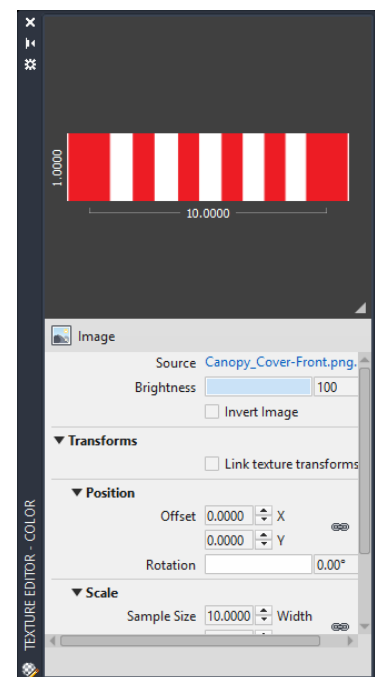 1.0000
10.0000
Image
Source Canopy_Cover-Front.png.
Brightness 100
Invert Image
Transforms
Link texture transforms
Position
Offset 0.0000 X
0.0000 Y
Rotation 0.00°
Scale
Sample Size 10.0000 Width
TEXTURE EDITOR - COLOR